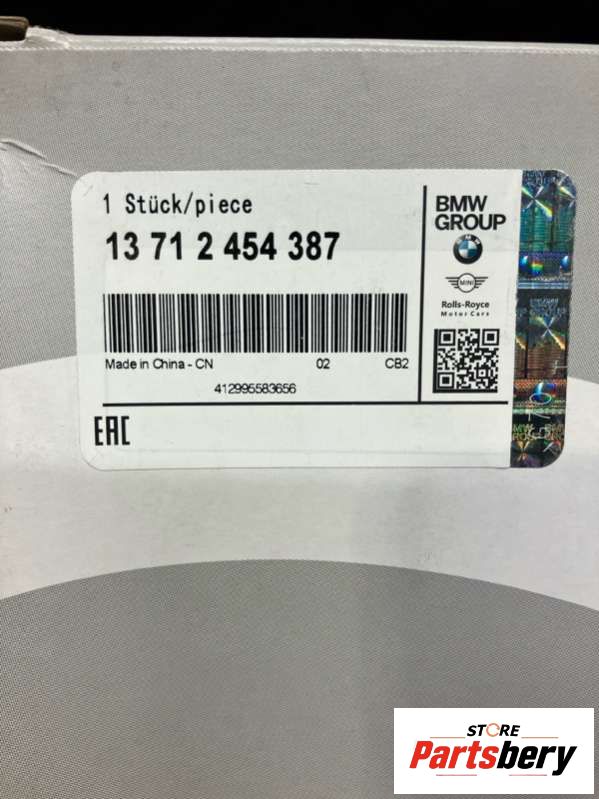 1 Stück/piece
13 71 2 454 387
Made in China - CN 02 CB2
412995583656
EAC
BMW
GROUP
BMW
MINI
Rolls-Royce
Motor Cars
STORE
Partsbery